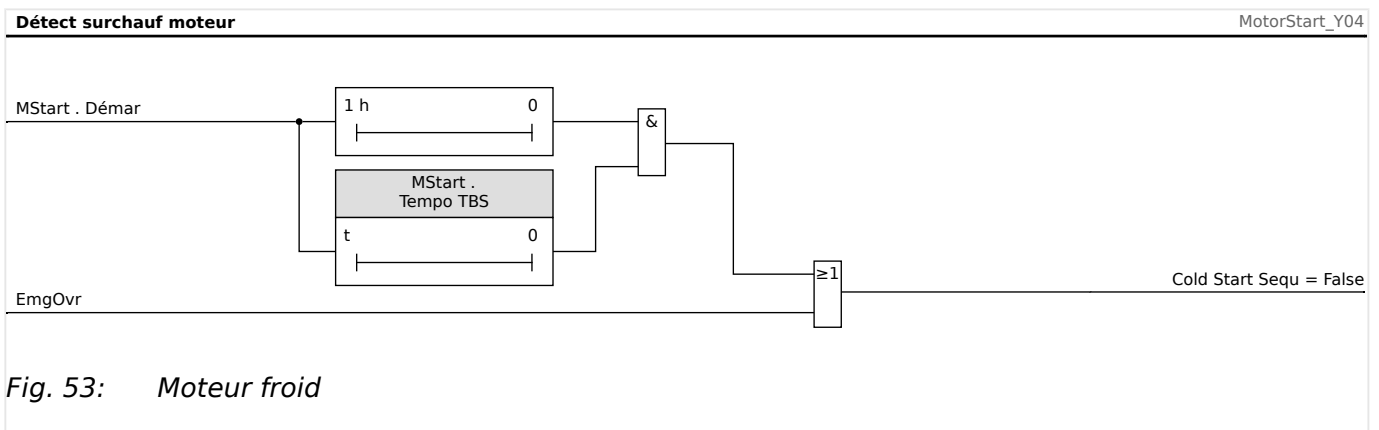 Détect surchauf moteur
MotorStart_Y04
MStart . Démar
1 h 0
&
MStart .
Tempo TBS
t 0
≥1
Cold Start Sequ = False
EmgOvr
Fig. 53: Moteur froid